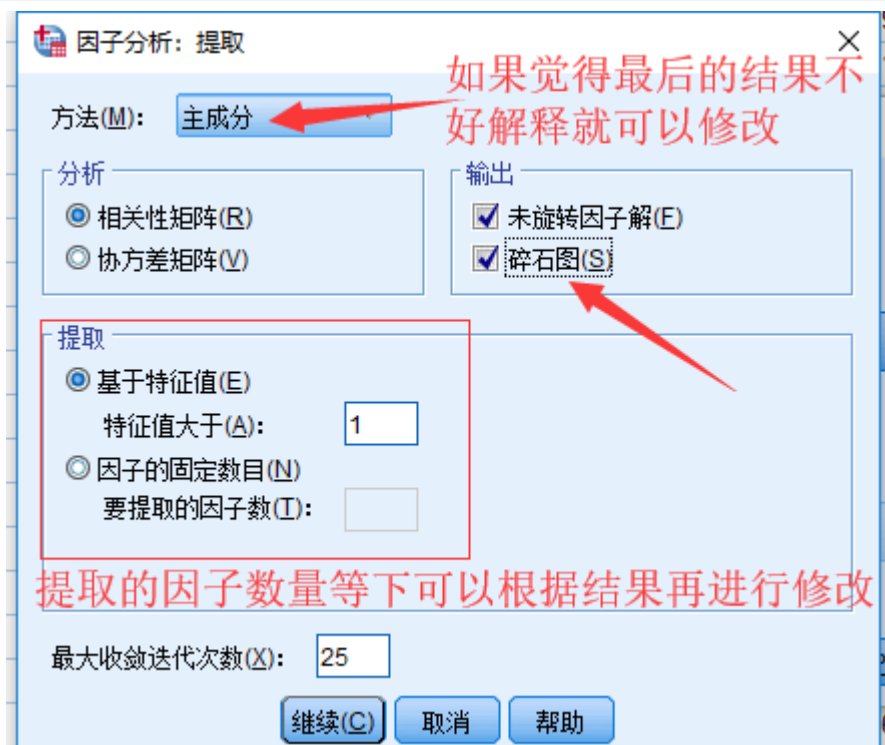 因子分析：提取
如果觉得最后的结果不
好解释就可以修改
方法(M)： 主成分
分析
相关性矩阵(R)
协方差矩阵(V)
输出
未旋转因子解(F)
碎石图(S)
提取
基于特征值(E)
特征值大于(A)： 1
因子的固定数目(N)
要提取的因子数(T)：
提取的因子数量等下可以根据结果再进行修改
最大收敛迭代次数(X)： 25
继续(C) 取消 帮助